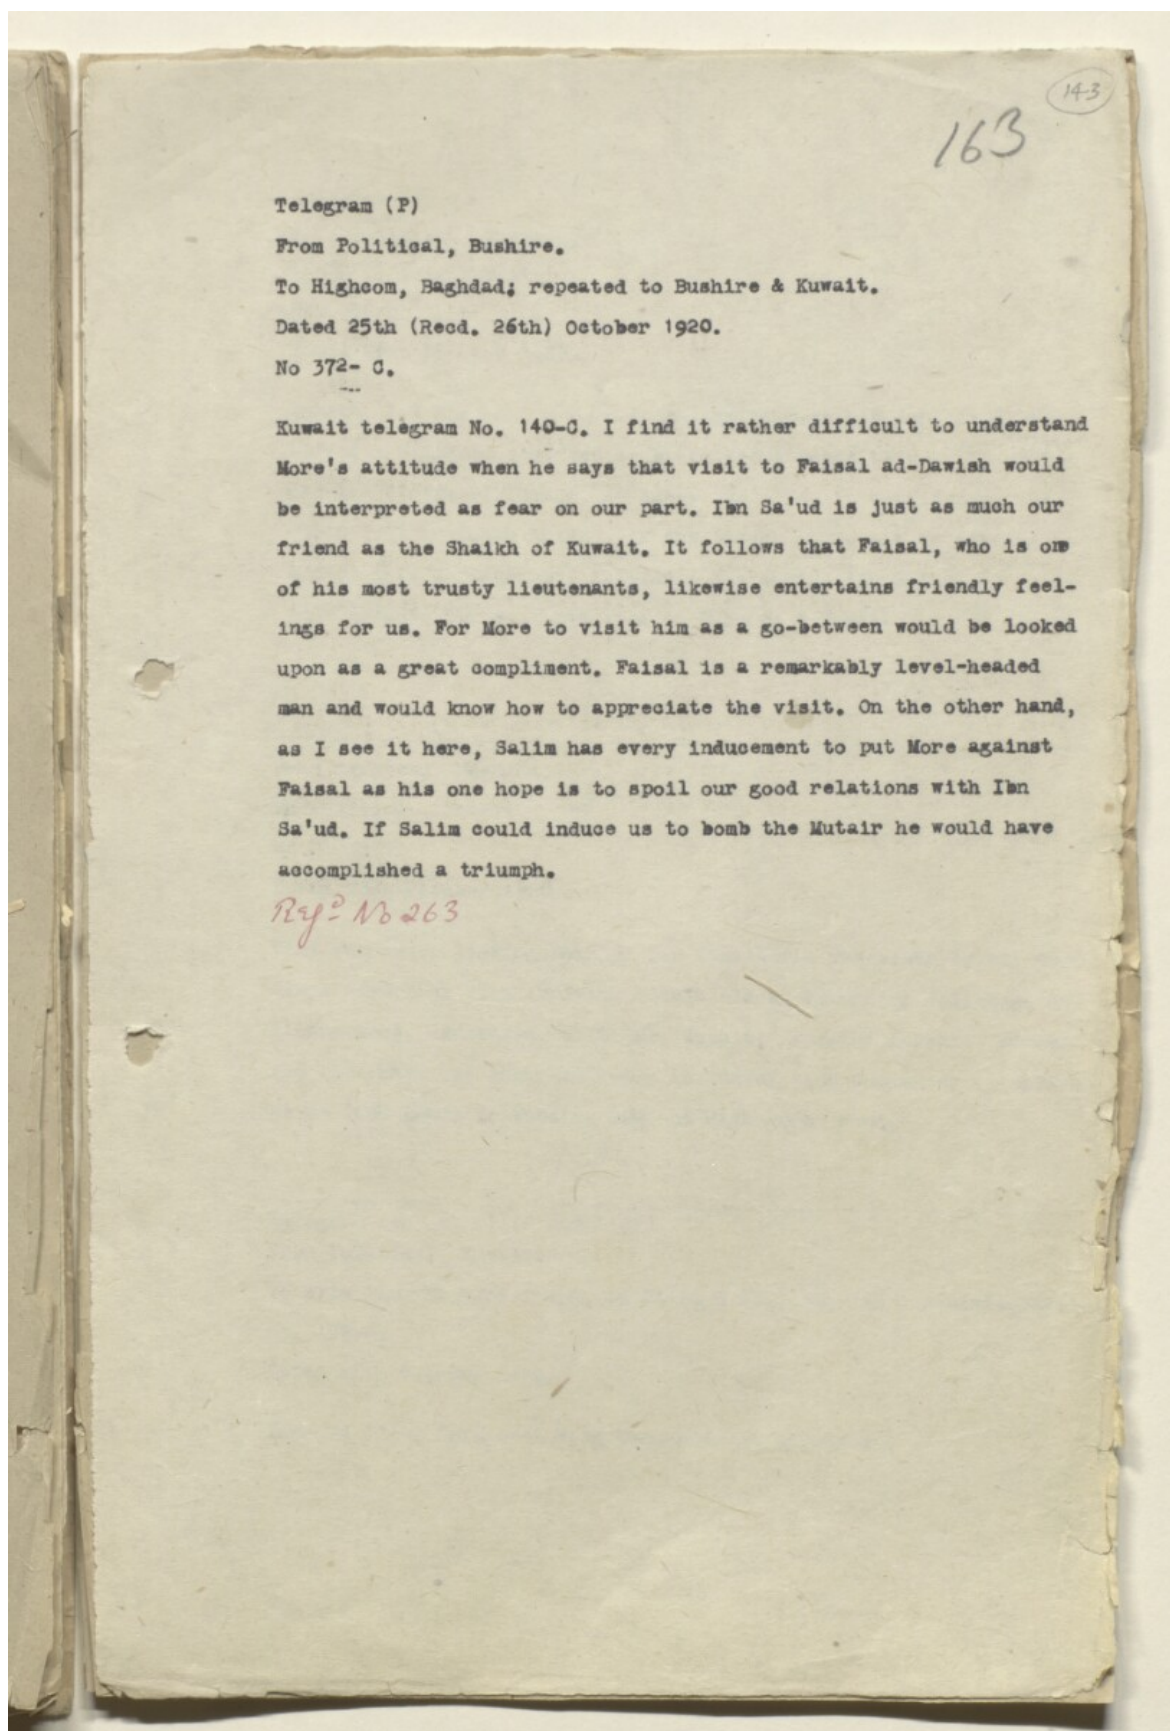 143
163
Telegram (P)
From Political, Bushire.
To Highcom, Baghdad; repeated to Bushire & Kuwait.
Dated 25th (Recd. 26th) October 1920.
No 372- C.
Kuwait telegram No. 140-C. I find it rather difficult to understand
More's attitude when he says that visit to Faisal ad-Dawish would
be interpreted as fear on our part. Ibn Sa'ud is just as much our
friend as the Shaikh of Kuwait. It follows that Faisal, who is one
of his most trusty lieutenants, likewise entertains friendly feel-
ings for us. For More to visit him as a go-between would be looked
upon as a great compliment. Faisal is a remarkably level-headed
man and would know how to appreciate the visit. On the other hand,
as I see it here, Salim has every inducement to put More against
Faisal as his one hope is to spoil our good relations with Ibn
Sa'ud. If Salim could induce us to bomb the Mutair he would have
accomplished a triumph.
Regd No 263